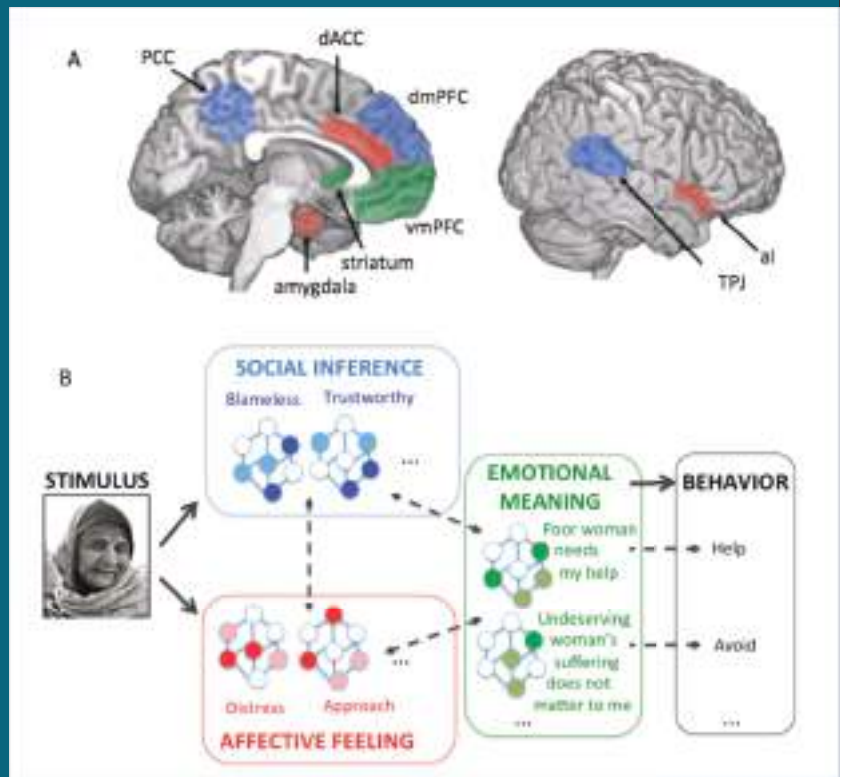 A
PCC
dACC
dmPFC
vmPFC
striatum
amygdala
aI
TPJ
B
STIMULUS
SOCIAL INFERENCE
Blameless Trustworthy
...
Distress Approach
...
AFFECTIVE FEELING
EMOTIONAL
MEANING
Poor woman
needs
my help
Undeserving
woman's
suffering
does not
matter to me
...
BEHAVIOR
Help
Avoid
...